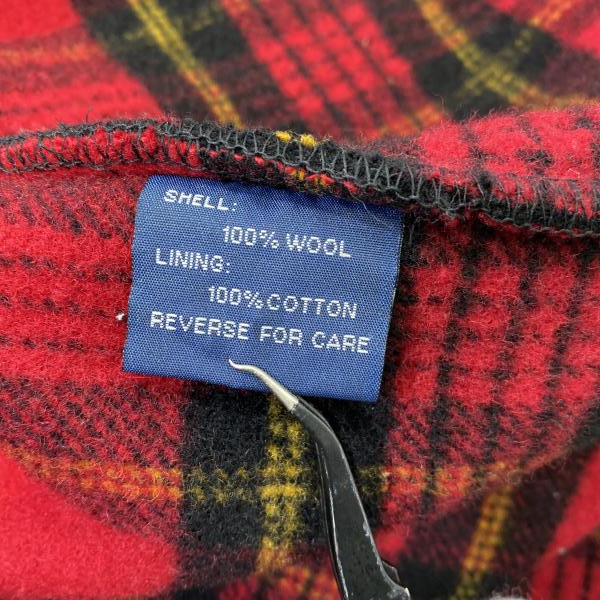 SHELL:
100% WOOL
LINING:
100% COTTON
REVERSE FOR CARE